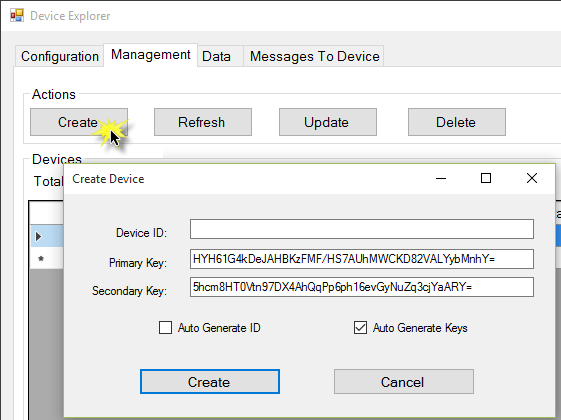 Device Explorer
Configuration Management Data Messages To Device
Actions
Create Refresh Update Delete
Devices
Total
Create Device
Device ID:
Primary Key: HYH61G4kDeJAHBKzFMF/HS7AUhMWCKD82VALYybMnhY=
Secondary Key: 5hcm8HT0Vtn97DX4AhQqPp6ph16evGyNuZq3cjYaARY=
Auto Generate ID Auto Generate Keys
Create Cancel